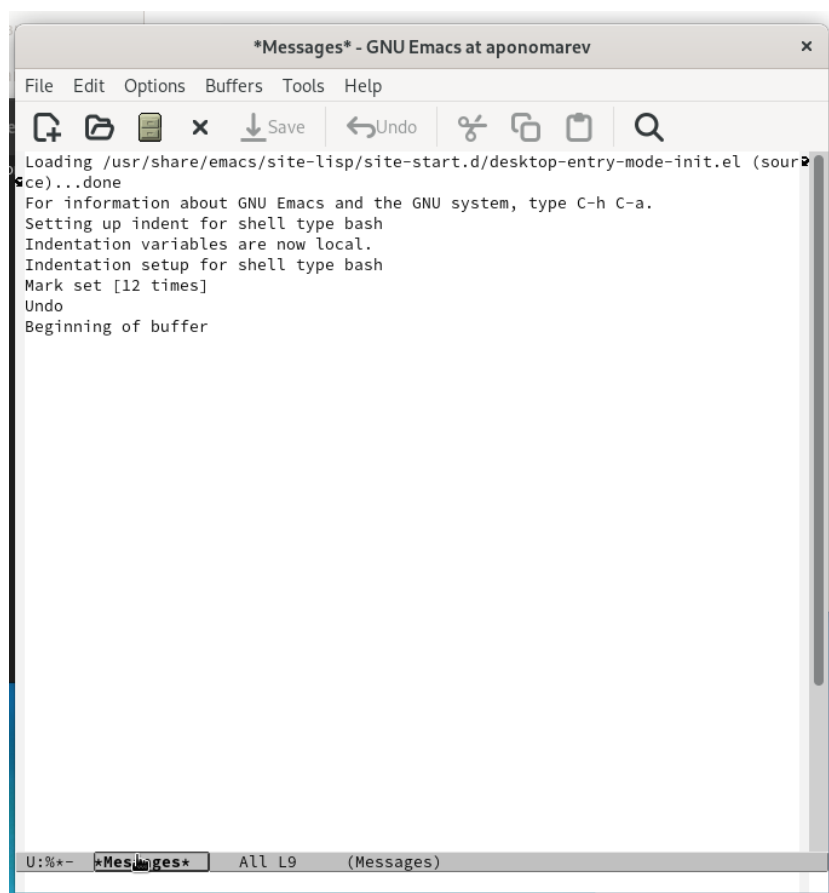 *Messages* - GNU Emacs at aponomarev
File Edit Options Buffers Tools Help
Save Undo
Loading /usr/share/emacs/site-lisp/site-start.d/desktop-entry-mode-init.el (sour
ce)...done
For information about GNU Emacs and the GNU system, type C-h C-a.
Setting up indent for shell type bash
Indentation variables are now local.
Indentation setup for shell type bash
Mark set [12 times]
Undo
Beginning of buffer
U:%*- *Messages* All L9 (Messages)